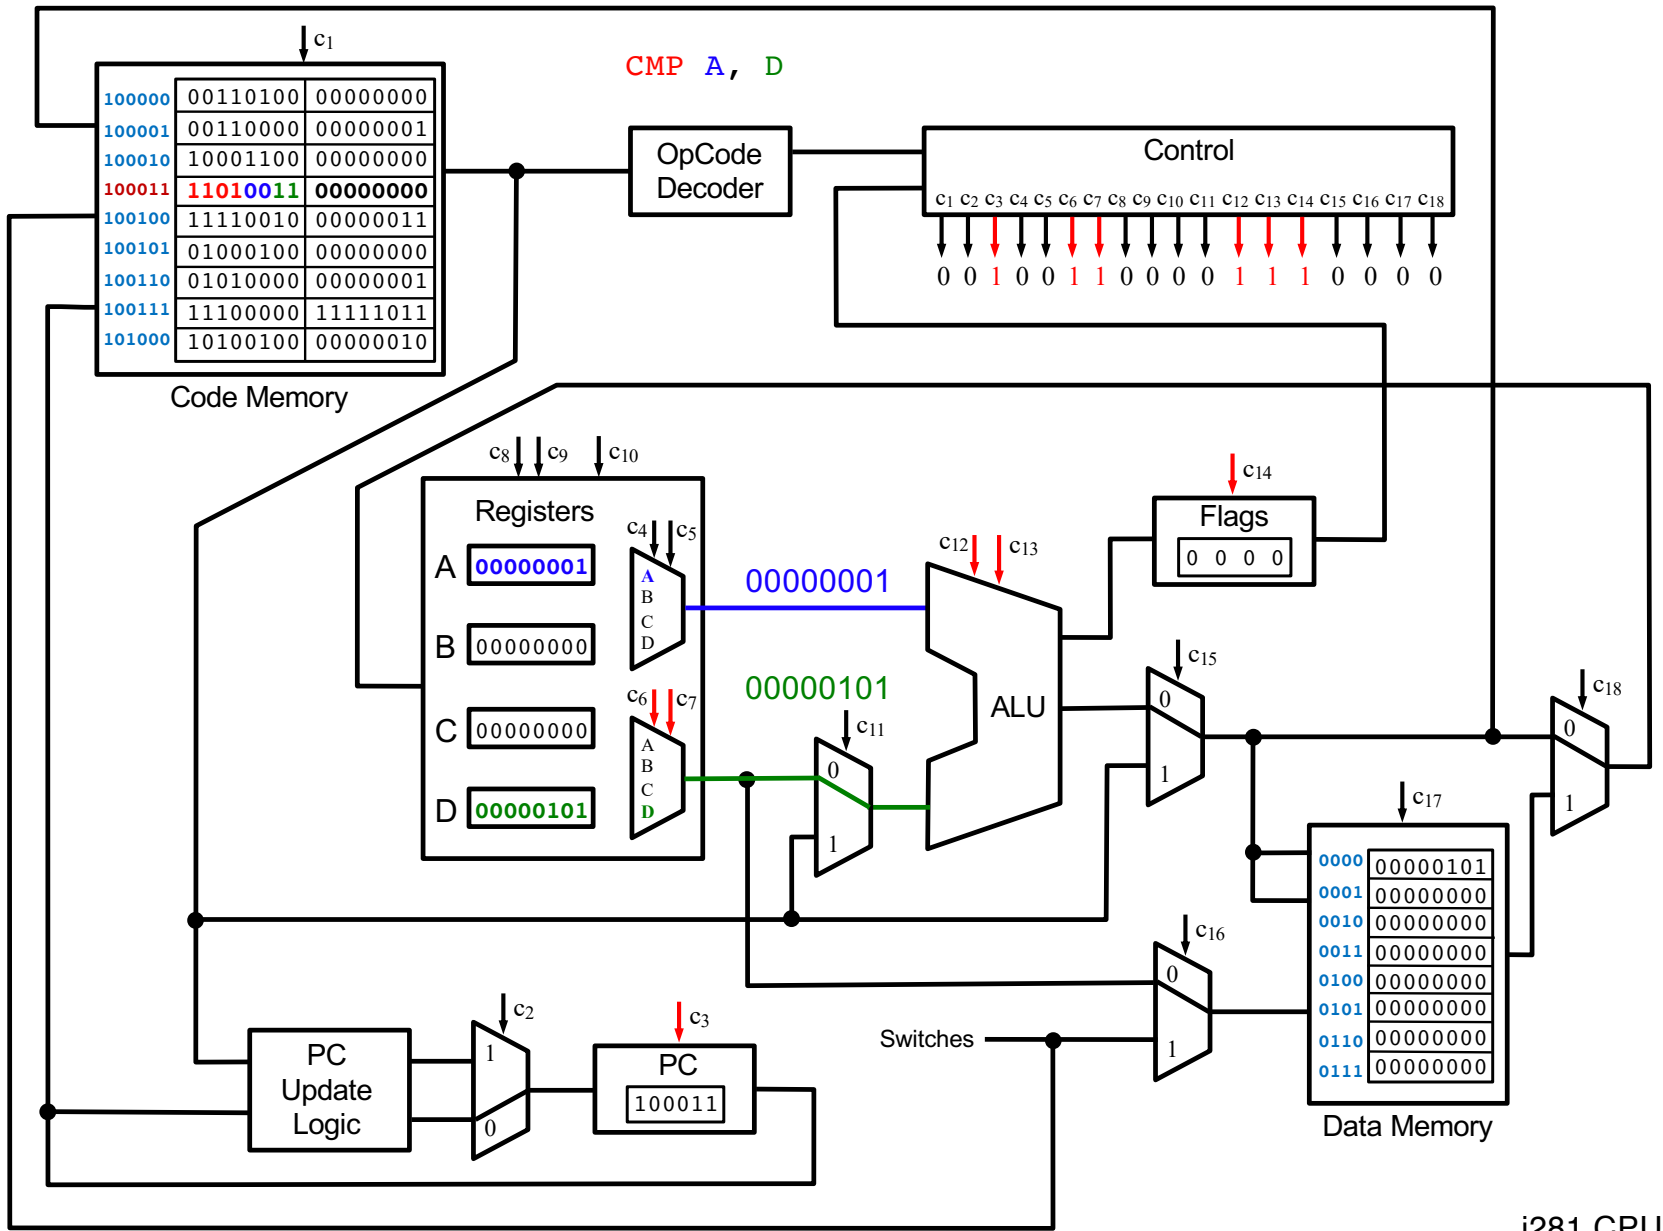 c1
CMP A, D
100000 00110100 00000000
100001 00110000 00000001
100010 10001100 00000000
100011 11010011 00000000
100100 11110010 00000011
100101 01000100 00000000
100110 01010000 00000001
100111 11100000 11111011
101000 10100100 00000010
Code Memory
OpCode
Decoder
Control
c1 c2 c3 c4 c5 c6 c7 c8 c9 c10 c11 c12 c13 c14 c15 c16 c17 c18
0 0 1 0 0 1 1 0 0 0 0 1 1 1 0 0 0 0
c8 c9 c10
Registers
c4 c5
A 00000001
B 00000000
C 00000000
D 00000101
A
B
C
D
c6 c7
A
B
C
D
00000001
00000101
c11
0
1
c12 c13
ALU
c14
Flags
0 0 0 0
c15
0
1
c18
0
1
c17
0000 00000101
0001 00000000
0010 00000000
0011 00000000
0100 00000000
0101 00000000
0110 00000000
0111 00000000
Data Memory
c16
0
1
Switches
PC
Update
Logic
c2
1
0
c3
PC
100011
i281 CPU